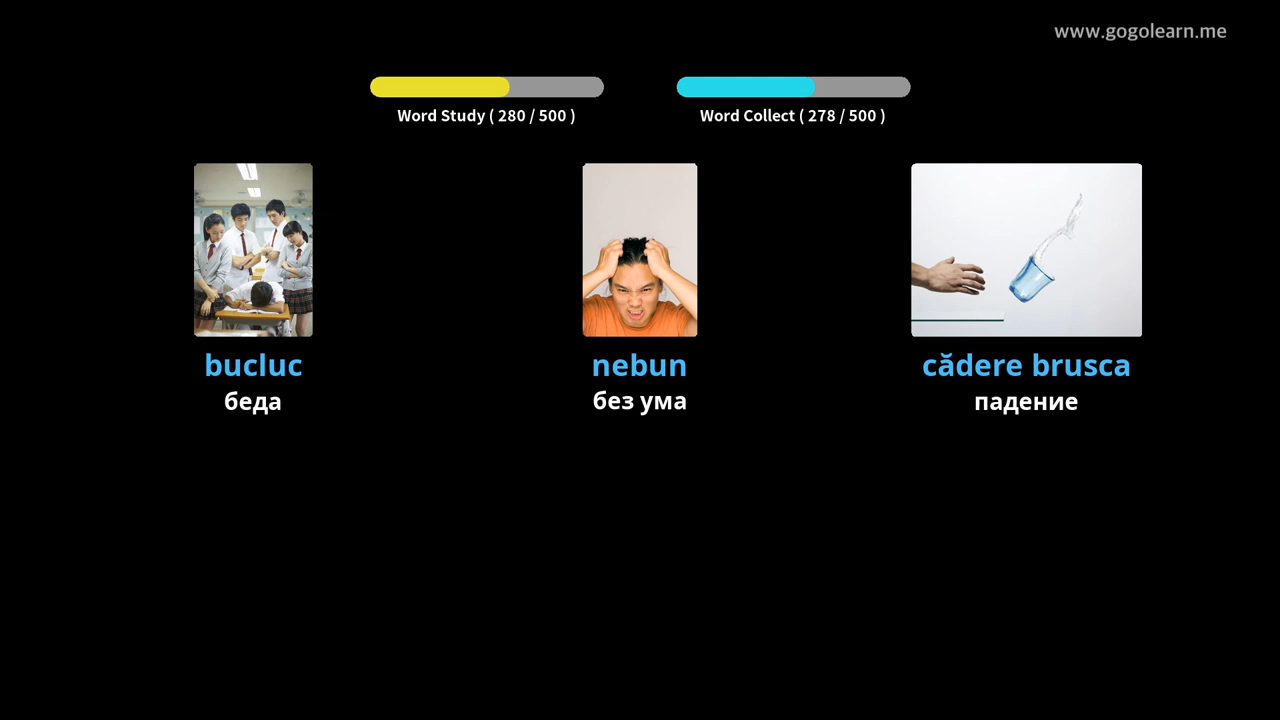 www.gogolearn.me
Word Study ( 280 / 500 )
Word Collect ( 278 / 500 )
bucluc
nebun
cădere brusca
беда
без ума
падение